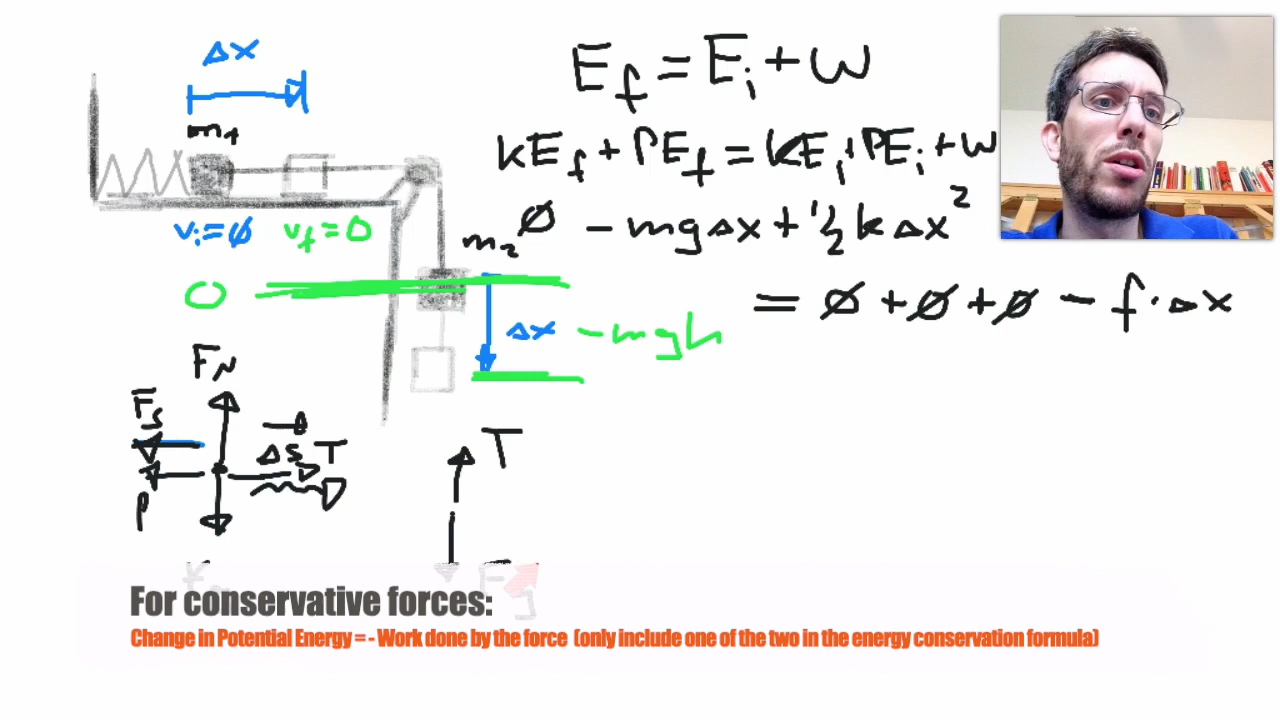 Δx
m₁
vᵢ=∅ v_f=0
m₂
0
Δx
-mgh
E_f = E_i + W
KE_f + PE_f = KE_i + PE_i + W
∅ - mgΔx + ½kΔx²
= ∅ + ∅ + ∅ - f·Δx
F_N
F_s
Δs T
T
For conservative forces:
Change in Potential Energy = - Work done by the force (only include one of the two in the energy conservation formula)